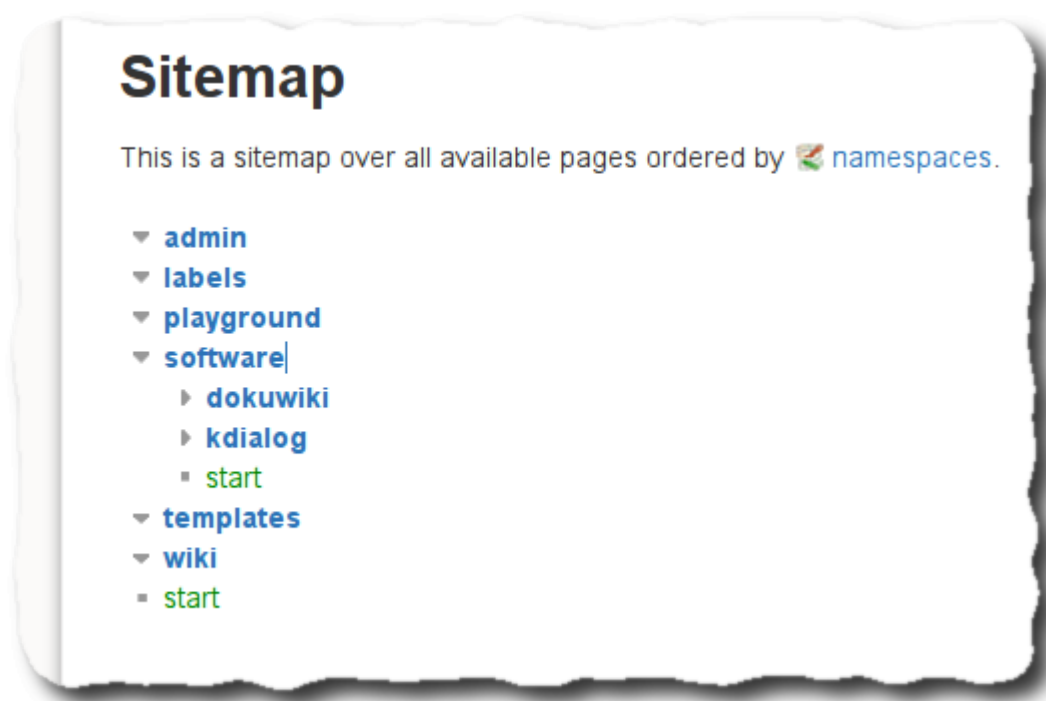 Sitemap
This is a sitemap over all available pages ordered by namespaces.
admin
labels
playground
software
dokuwiki
kdialog
start
templates
wiki
start